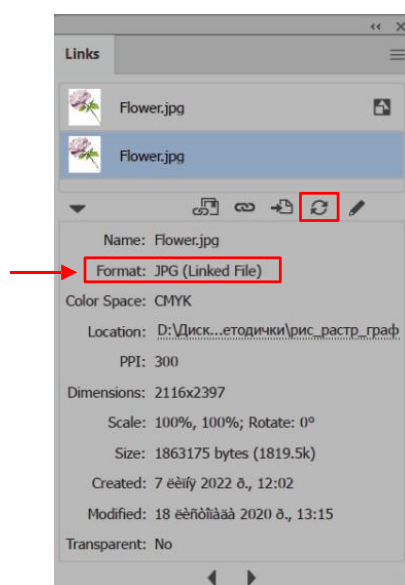 Links
Flower.jpg
Flower.jpg
Name: Flower.jpg
Format: JPG (Linked File)
Color Space: CMYK
Location: D:\Диск...етодички\рис_растр_граф
PPI: 300
Dimensions: 2116x2397
Scale: 100%, 100%; Rotate: 0°
Size: 1863175 bytes (1819.5k)
Created: 7 ëèïíÿ 2022 ð., 12:02
Modified: 18 ëèñòîïàäà 2020 ð., 13:15
Transparent: No